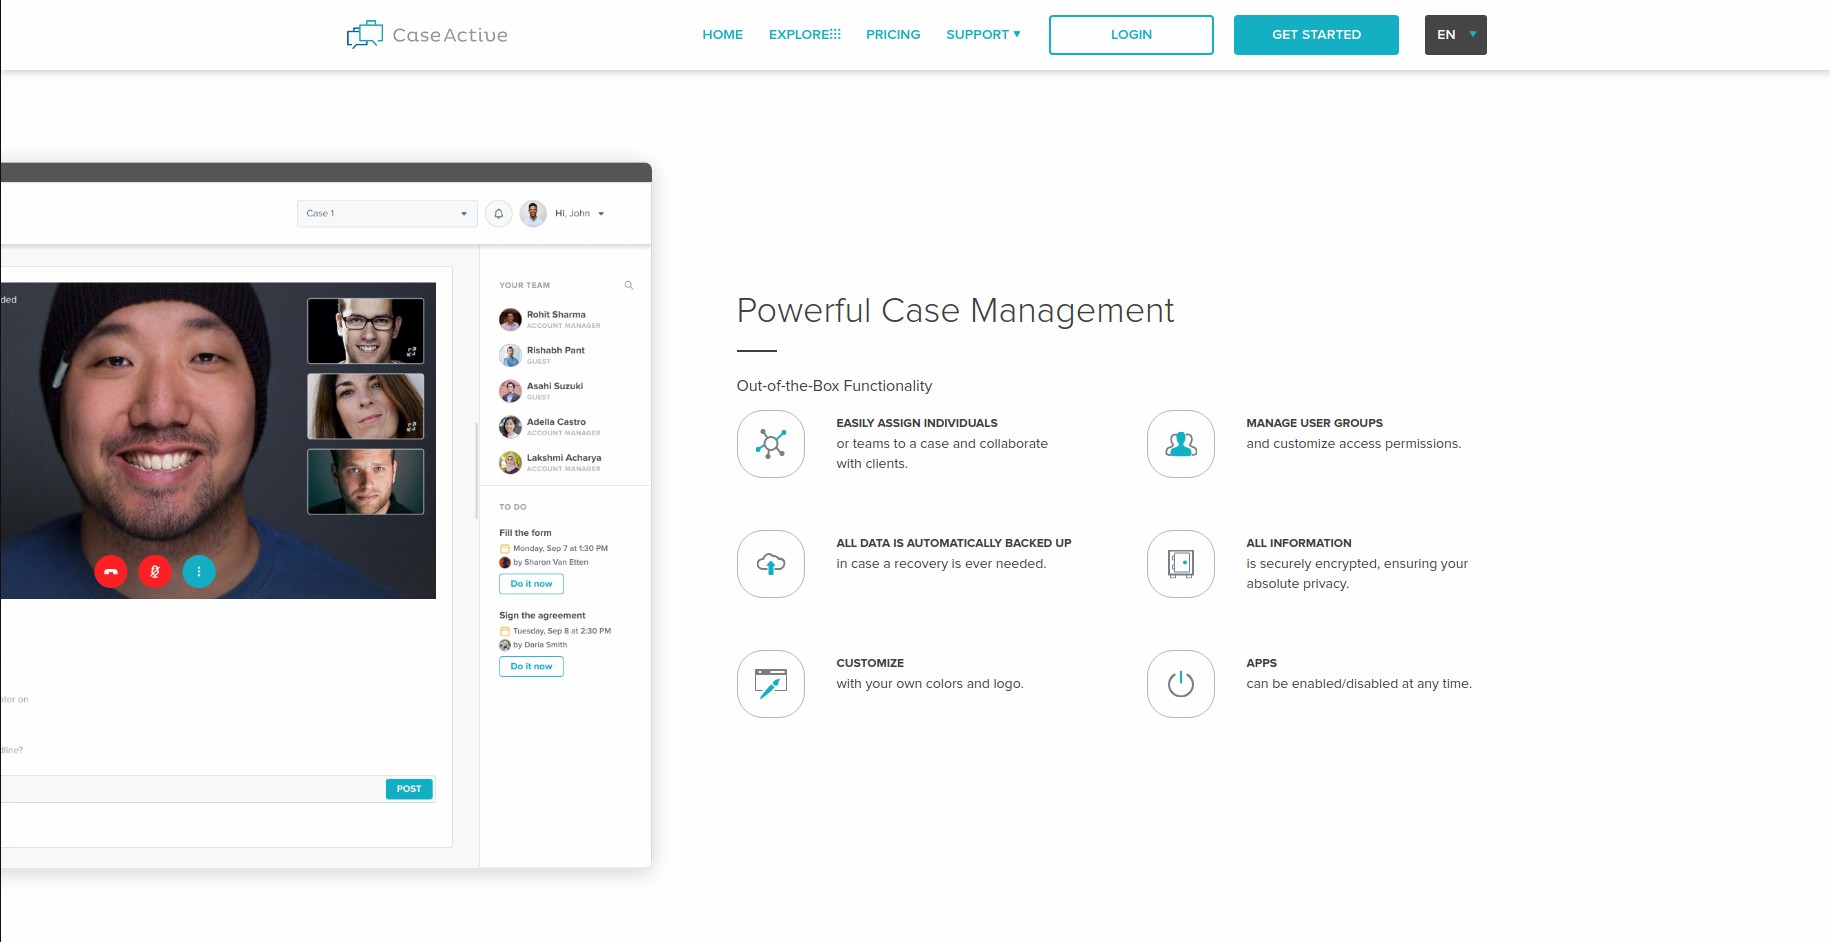 CaseActive
HOME
EXPLORE
PRICING
SUPPORT
LOGIN
GET STARTED
EN
Case 1
Hi, John
ded
YOUR TEAM
Rohit Sharma
ACCOUNT MANAGER
Rishabh Pant
GUEST
Asahi Suzuki
GUEST
Adelia Castro
ACCOUNT MANAGER
Lakshmi Acharya
ACCOUNT MANAGER
TO DO
Fill the form
Monday, Sep 7 at 1:30 PM
by Sharon Van Etten
Do it now
Sign the agreement
Tuesday, Sep 8 at 2:30 PM
by Daria Smith
Do it now
ater on
dline?
POST
Powerful Case Management
Out-of-the-Box Functionality
EASILY ASSIGN INDIVIDUALS
or teams to a case and collaborate
with clients.
MANAGE USER GROUPS
and customize access permissions.
ALL DATA IS AUTOMATICALLY BACKED UP
in case a recovery is ever needed.
ALL INFORMATION
is securely encrypted, ensuring your
absolute privacy.
CUSTOMIZE
with your own colors and logo.
APPS
can be enabled/disabled at any time.